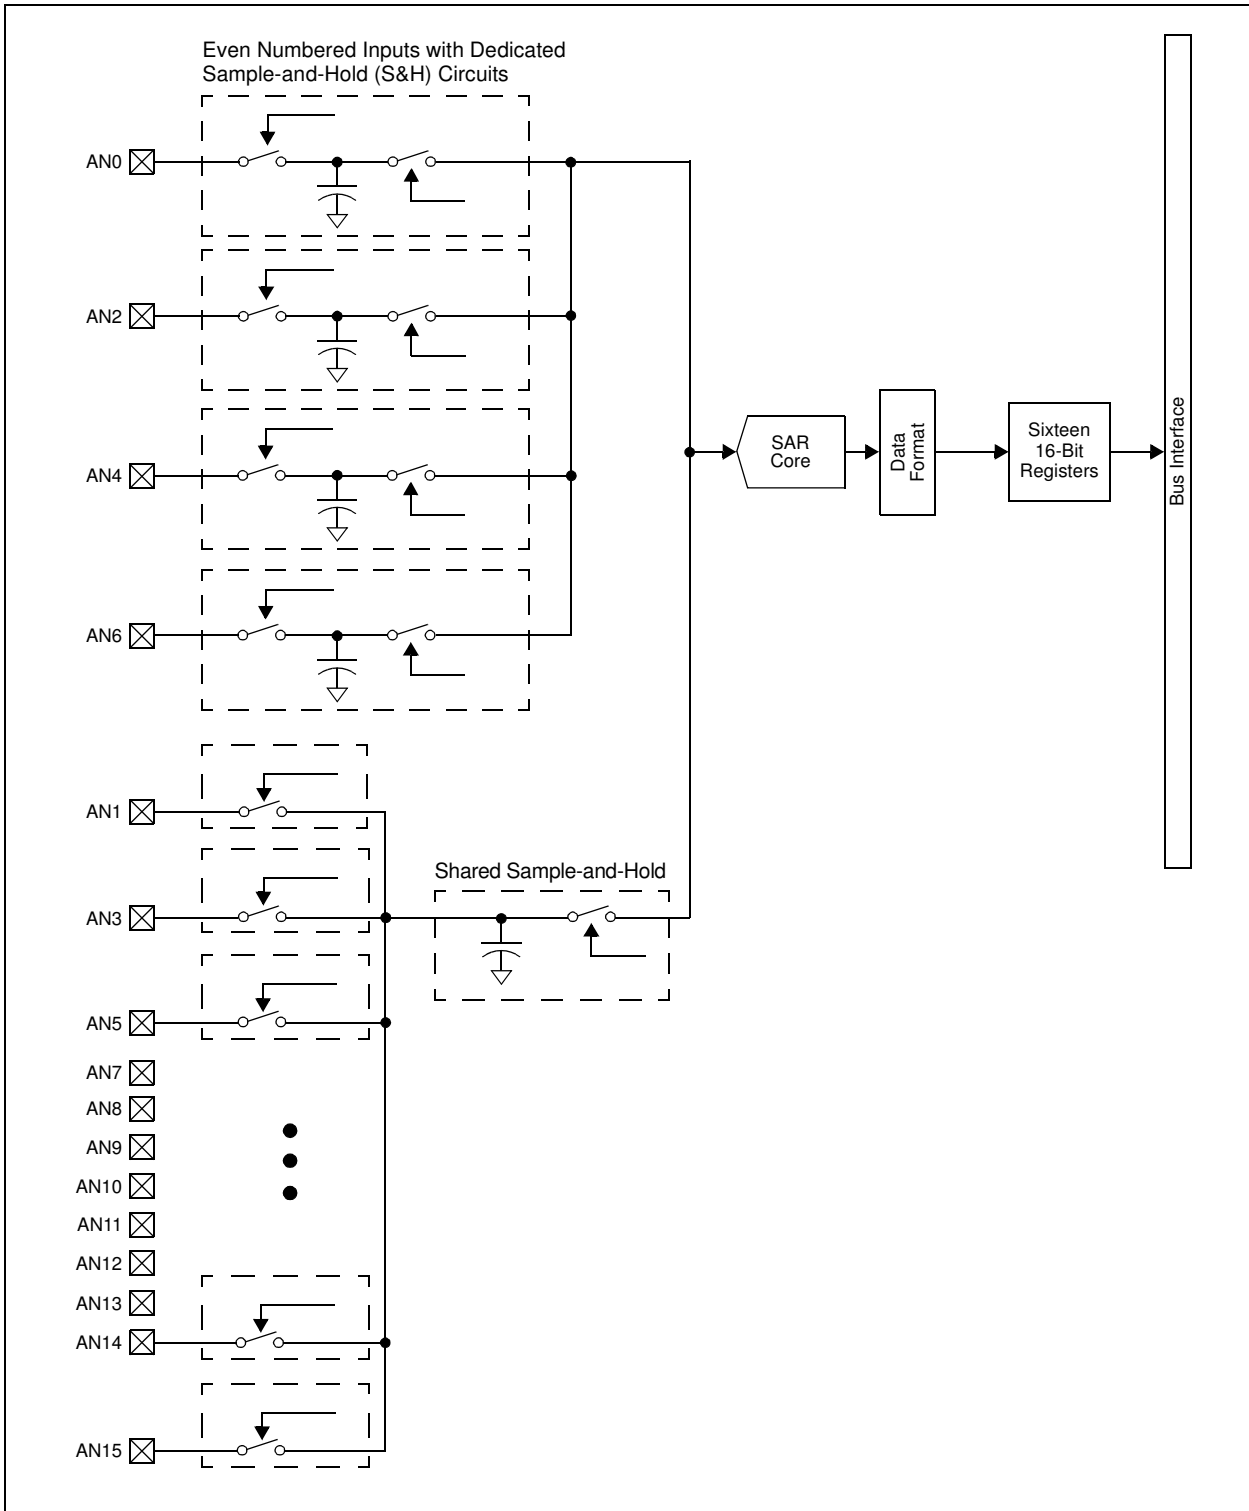 Even Numbered Inputs with Dedicated
Sample-and-Hold (S&H) Circuits
AN0
AN2
AN4
AN6
SAR
Core
Data
Format
Sixteen
16-Bit
Registers
Bus Interface
AN1
AN3
Shared Sample-and-Hold
AN5
AN7
AN8
AN9
AN10
AN11
AN12
AN13
AN14
AN15